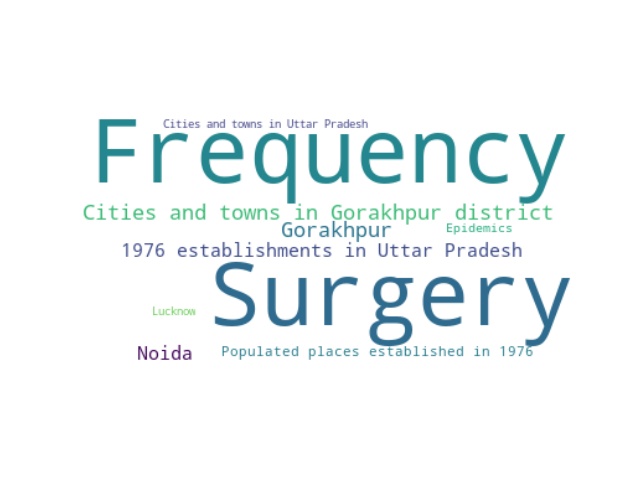 Cities and towns in Uttar Pradesh
Frequency
Cities and towns in Gorakhpur district
Gorakhpur
Epidemics
1976 establishments in Uttar Pradesh
Surgery
Lucknow
Noida
Populated places established in 1976